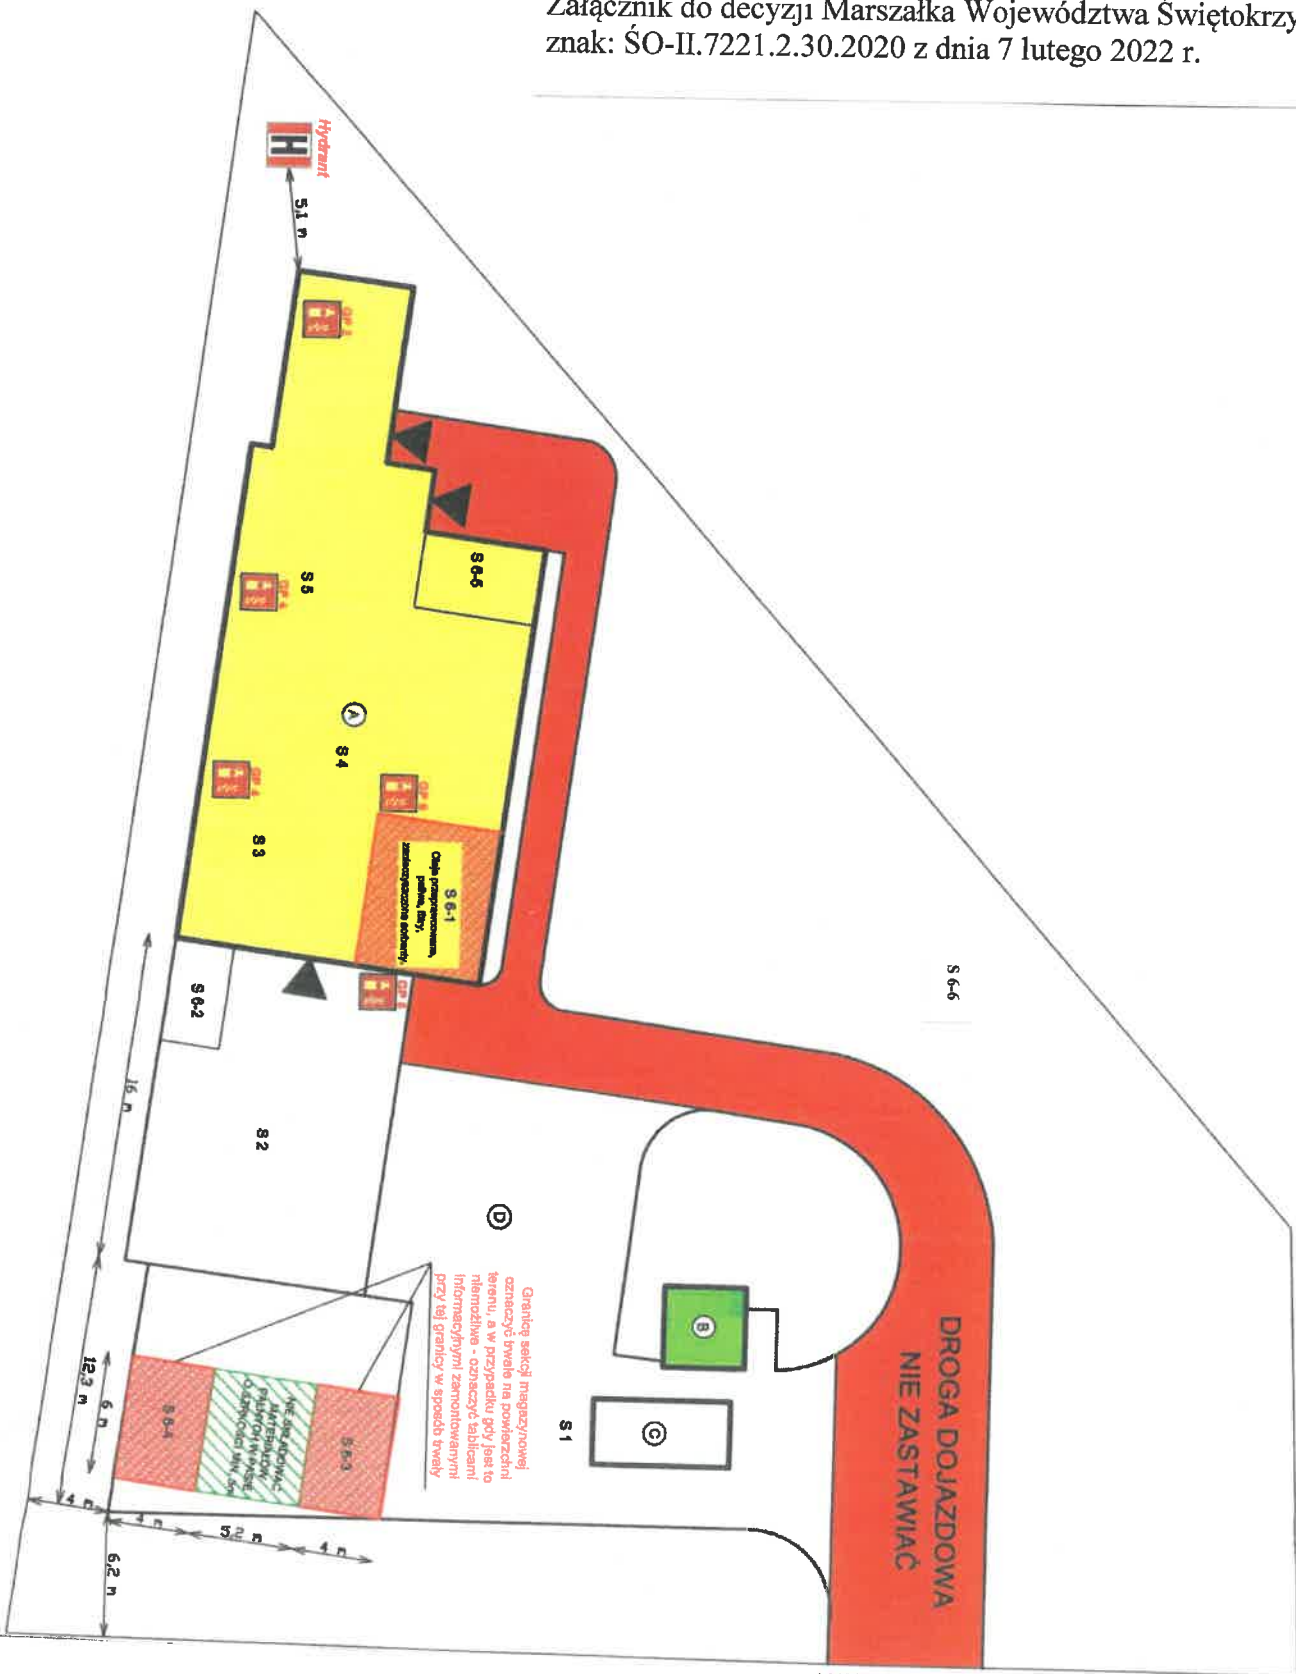 Załącznik do decyzji Marszałka Województwa Świętokrzy
znak: ŚO-II.7221.2.30.2020 z dnia 7 lutego 2022 r.
Hydrant
H
5,1 m
S 5
A
S 4
S 3
S 6-1
Oleje przepracowane,
paliwa, filtry,
zanieczyszczone sorbenty,
S 6-6
S 6-2
16 m
S 2
D
Granicę sekcji magazynowej
oznaczyć trwale na powierzchni
terenu, a w przypadku gdy jest to
niemożliwe - oznaczyć tablicami
informacyjnymi zamontowanymi
przy tej granicy w sposób trwały
B
C
S 1
DROGA DOJAZDOWA
NIE ZASTAWIAĆ
S 6-3
NIE SKŁADOWAĆ
MATERIAŁÓW
S 6-4
6 m
12,3 m
4 m
4 m
5,2 m
4 m
6,2 m